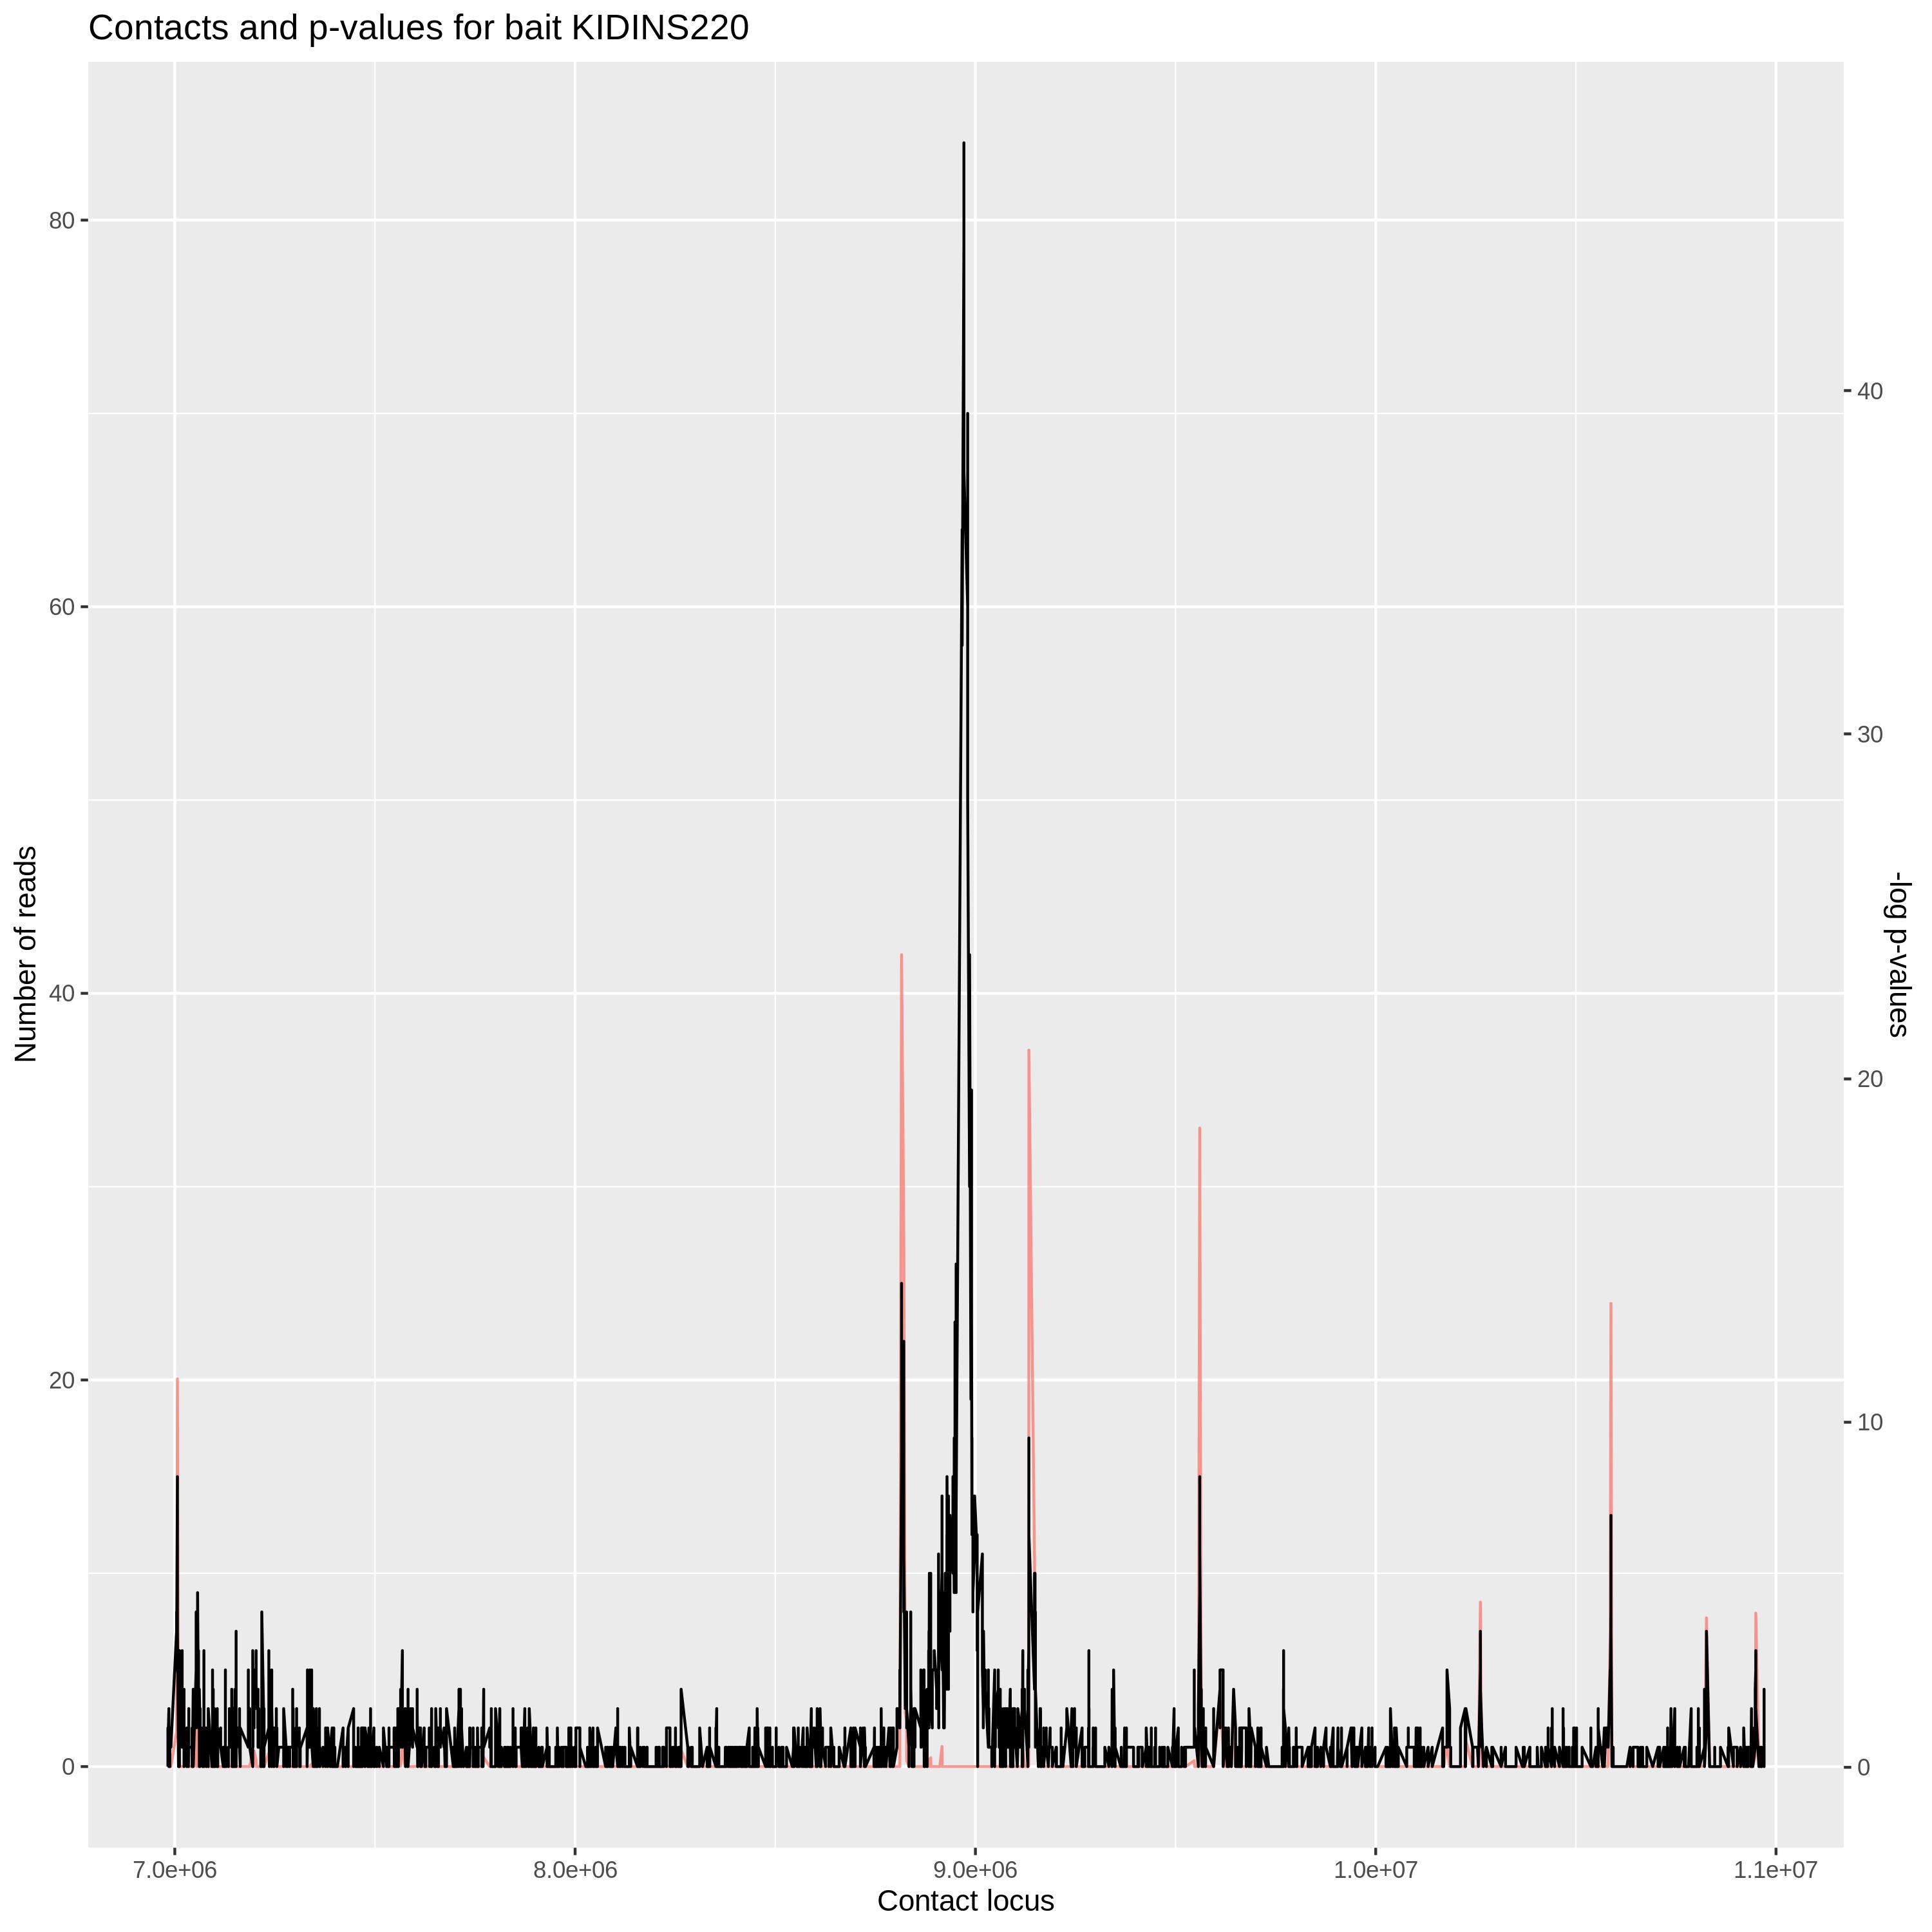 Contacts and p-values for bait KIDINS220
Number of reads
80
60
40
20
0
40
30
20
10
0
-log p-values
7.0e+06
8.0e+06
9.0e+06
1.0e+07
1.1e+07
Contact locus